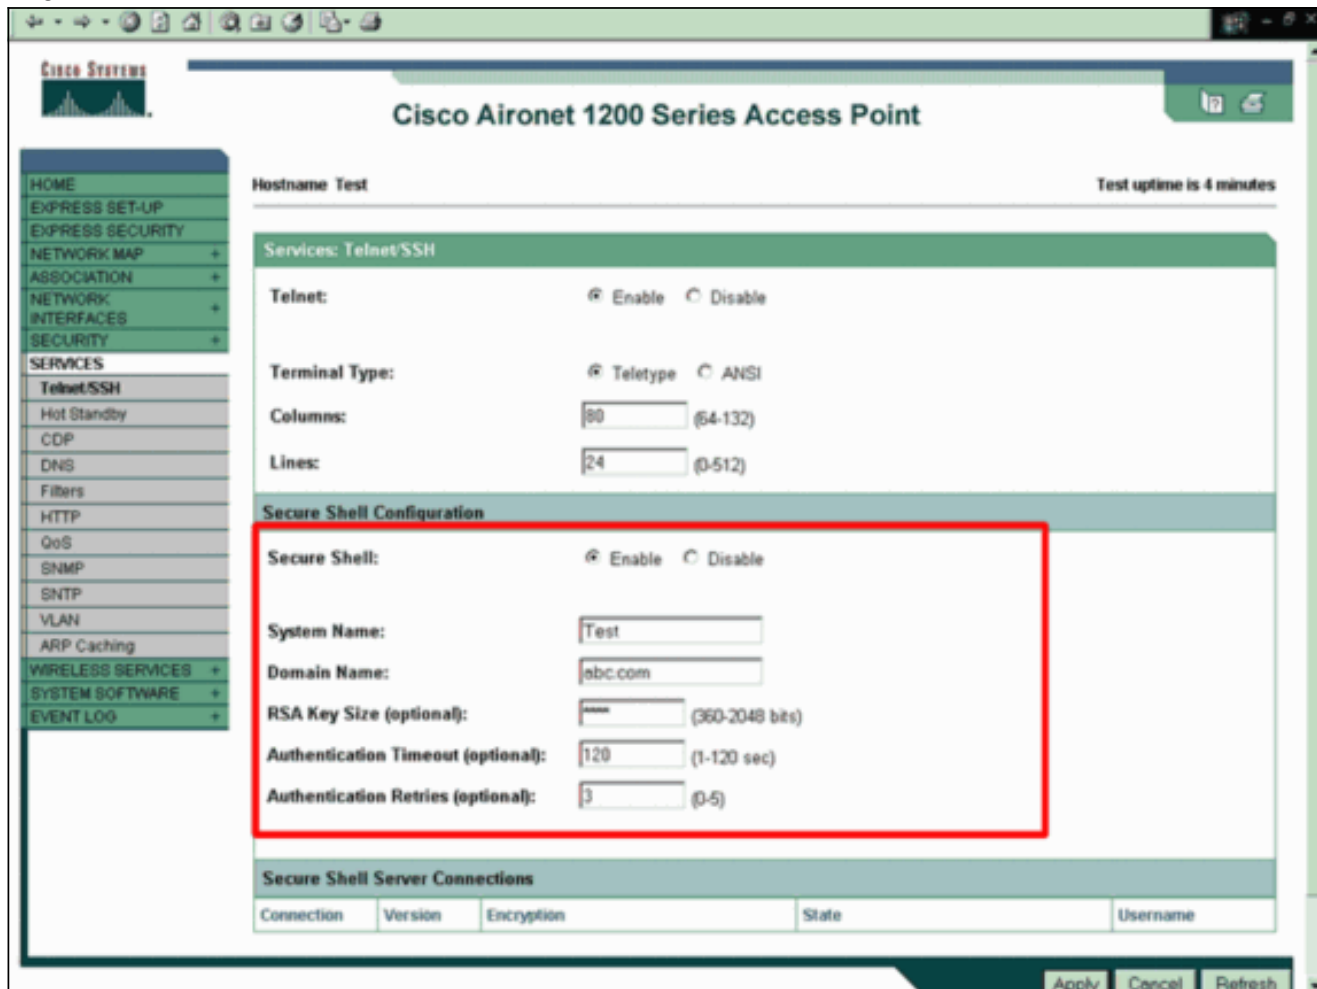 CISCO SYSTEMS
Cisco Aironet 1200 Series Access Point
HOME
EXPRESS SET-UP
EXPRESS SECURITY
NETWORK MAP +
ASSOCIATION +
NETWORK
INTERFACES +
SECURITY +
SERVICES
Telnet/SSH
Hot Standby
CDP
DNS
Filters
HTTP
QoS
SNMP
SNTP
VLAN
ARP Caching
WIRELESS SERVICES +
SYSTEM SOFTWARE +
EVENT LOG +
Hostname Test Test uptime is 4 minutes
Services: Telnet/SSH
Telnet: Enable Disable
Terminal Type: Teletype ANSI
Columns: 80 (64-132)
Lines: 24 (0-512)
Secure Shell Configuration
Secure Shell: Enable Disable
System Name: Test
Domain Name: abc.com
RSA Key Size (optional): **** (360-2048 bits)
Authentication Timeout (optional): 120 (1-120 sec)
Authentication Retries (optional): 3 (0-5)
Secure Shell Server Connections
Connection Version Encryption State Username
Apply Cancel Refresh